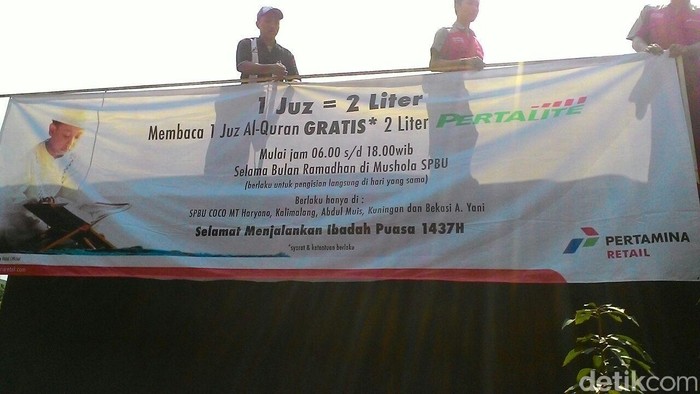 1 Juz = 2 Liter
Membaca 1 Juz Al-Quran GRATIS* 2 Liter PERTALITE
Mulai jam 06.00 s/d 18.00wib
Selama Bulan Ramadhan di Mushola SPBU
(berlaku untuk pengisian langsung di hari yang sama)
Berlaku hanya di :
SPBU COCO MT Haryono, Kalimalang, Abdul Muis, Kuningan dan Bekasi A. Yani
Selamat Menjalankan Ibadah Puasa 1437H
*syarat & ketentuan berlaku
PERTAMINA
RETAIL
detikcom